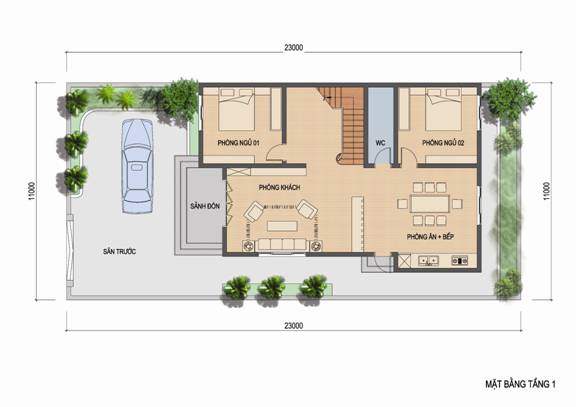 23000
PHÒNG NGỦ 01
WC
PHÒNG NGỦ 02
11000
11000
PHÒNG KHÁCH
SẢNH ĐÓN
PHÒNG ĂN + BẾP
SÂN TRƯỚC
23000
MẶT BẰNG TẦNG 1